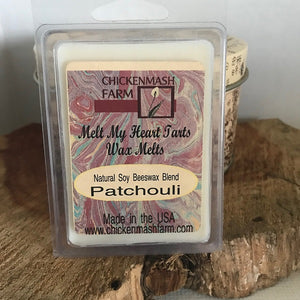 CHICKENMASH
FARM
Melt My Heart Tarts
Wax Melts
Natural Soy Beeswax Blend
Patchouli
Made in the USA
www.chickenmashfarm.com